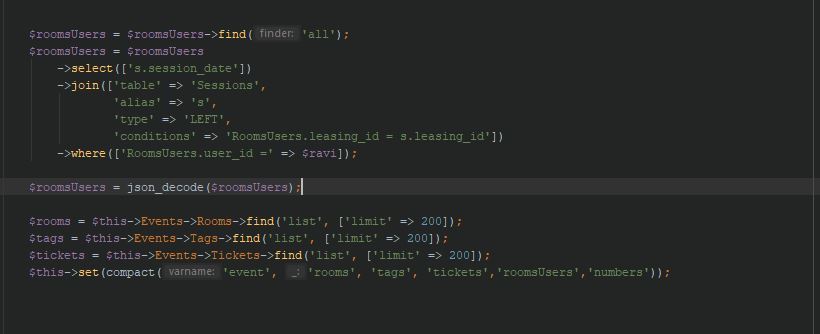 $roomsUsers = $roomsUsers->find( finder: 'all');
$roomsUsers = $roomsUsers
->select(['s.session_date'])
->join(['table' => 'Sessions',
'alias' => 's',
'type' => 'LEFT',
'conditions' => 'RoomsUsers.leasing_id = s.leasing_id'])
->where(['RoomsUsers.user_id =' => $ravi]);
$roomsUsers = json_decode($roomsUsers);
$rooms = $this->Events->Rooms->find('list', ['limit' => 200]);
$tags = $this->Events->Tags->find('list', ['limit' => 200]);
$tickets = $this->Events->Tickets->find('list', ['limit' => 200]);
$this->set(compact( varname: 'event', _: 'rooms', 'tags', 'tickets','roomsUsers','numbers'));